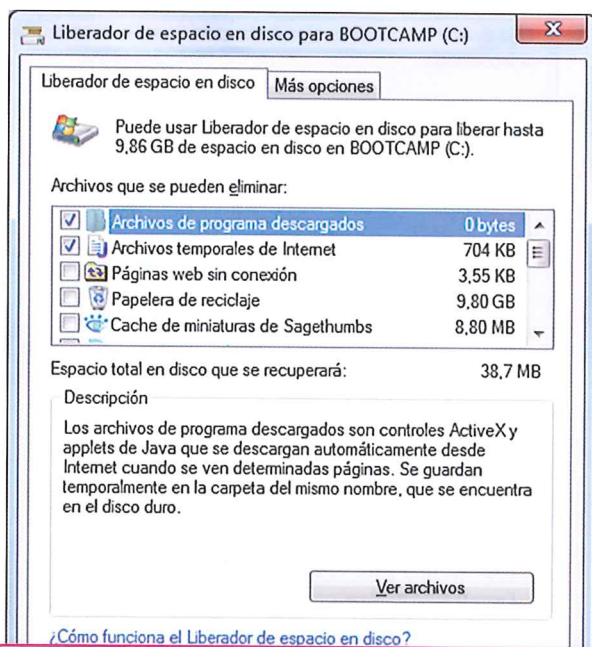 Liberador de espacio en disco para BOOTCAMP (C:)
Liberador de espacio en disco
Más opciones
Puede usar Liberador de espacio en disco para liberar hasta
9,86 GB de espacio en disco en BOOTCAMP (C:).
Archivos que se pueden eliminar:
Archivos de programa descargados 0 bytes
Archivos temporales de Internet 704 KB
Páginas web sin conexión 3,55 KB
Papelera de reciclaje 9,80 GB
Cache de miniaturas de Sagethumbs 8,80 MB
Espacio total en disco que se recuperará: 38,7 MB
Descripción
Los archivos de programa descargados son controles ActiveX y
applets de Java que se descargan automáticamente desde
Internet cuando se ven determinadas páginas. Se guardan
temporalmente en la carpeta del mismo nombre, que se encuentra
en el disco duro.
Ver archivos
¿Cómo funciona el Liberador de espacio en disco?